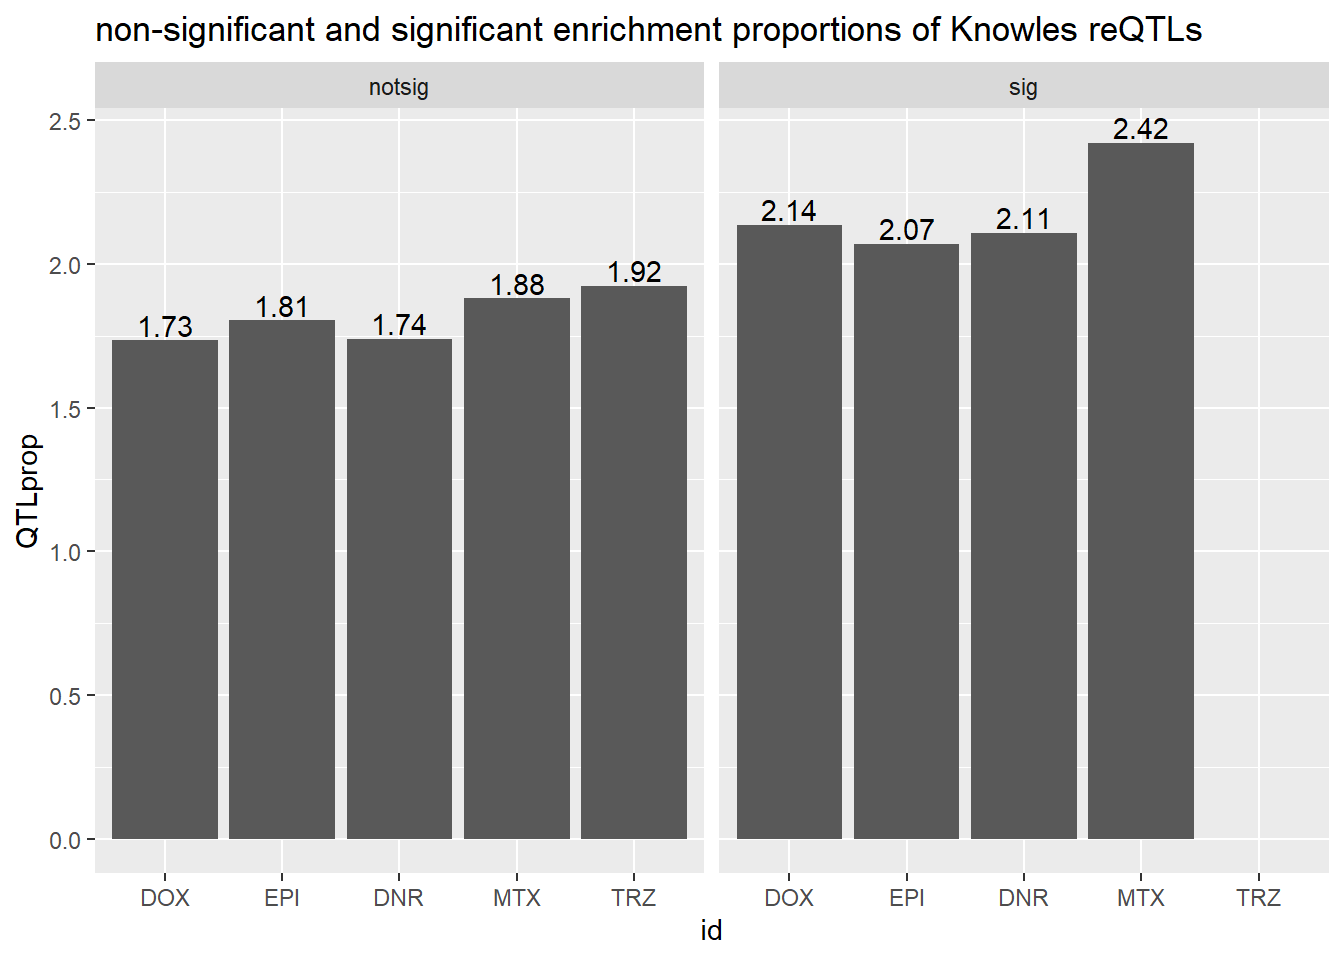 non-significant and significant enrichment proportions of Knowles reQTLs
notsig
sig
QTLprop
2.5
2.0
1.5
1.0
0.5
0.0
1.73
1.81
1.74
1.88
1.92
2.14
2.07
2.11
2.42
DOX
EPI
DNR
MTX
TRZ
DOX
EPI
DNR
MTX
TRZ
id